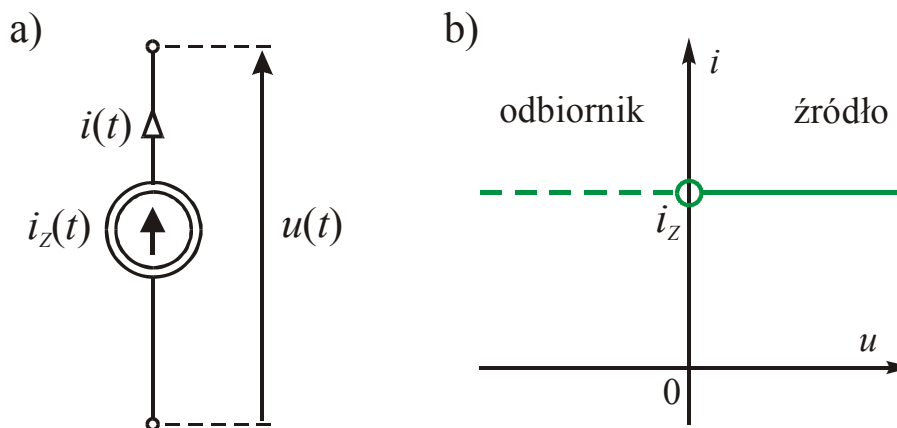 a)
i(t)
i_Z(t)
u(t)
b)
i
odbiornik
źródło
i_Z
u
0